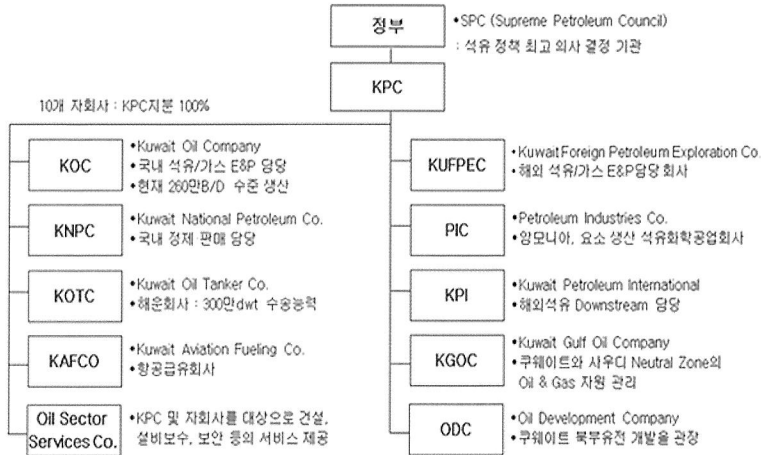 정부
•SPC (Supreme Petroleum Council)
: 석유 정책 최고 의사 결정 기관
KPC
10개 자회사 : KPC지분 100%
KOC
•Kuwait Oil Company
•국내 석유/가스 E&P 담당
•현재 260만B/D 수준 생산
KNPC
•Kuwait National Petroleum Co.
•국내 정제 판매 담당
KOTC
•Kuwait Oil Tanker Co.
•해운회사 : 300만dwt 수송능력
KAFCO
•Kuwait Aviation Fueling Co.
•항공급유회사
Oil Sector
Services Co.
•KPC 및 자회사를 대상으로 건설,
설비보수, 보안 등의 서비스 제공
KUFPEC
•Kuwait Foreign Petroleum Exploration Co.
•해외 석유/가스 E&P담당 회사
PIC
•Petroleum Industries Co.
•암모니아, 요소 생산 석유화학공업회사
KPI
•Kuwait Petroleum International
•해외석유 Downstream 담당
KGOC
•Kuwait Gulf Oil Company
•쿠웨이트와 사우디 Neutral Zone의
Oil & Gas 자원 관리
ODC
•Oil Development Company
•쿠웨이트 북부유전 개발을 관장